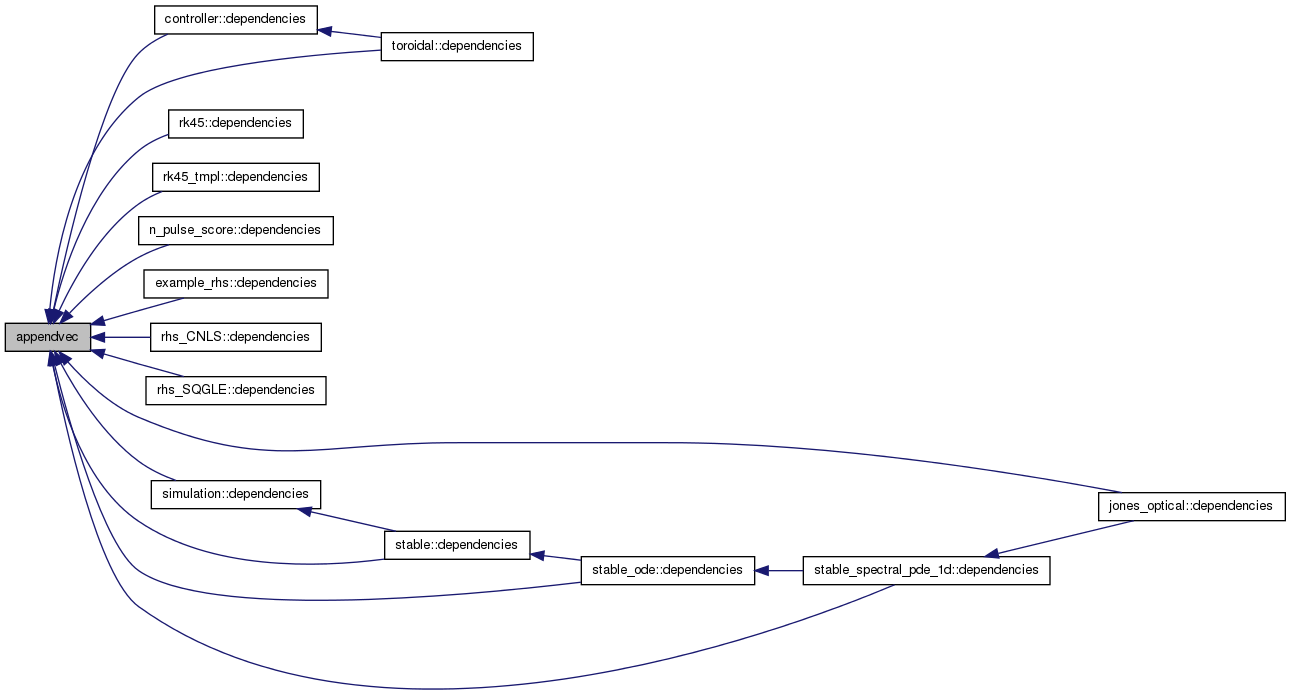 controller::dependencies
toroidal::dependencies
rk45::dependencies
rk45_tmpl::dependencies
n_pulse_score::dependencies
example_rhs::dependencies
appendvec
rhs_CNLS::dependencies
rhs_SQGLE::dependencies
simulation::dependencies
jones_optical::dependencies
stable::dependencies
stable_ode::dependencies
stable_spectral_pde_1d::dependencies